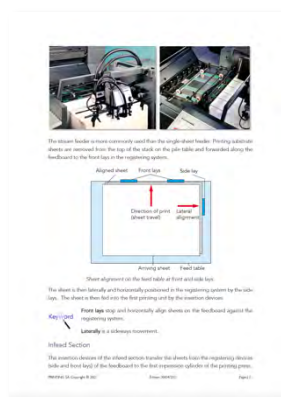 The stream feeder is more commonly used than the single sheet feeder. Printing substrate
sheets are removed from the top of the stack on the pile table and forwarded along the
feedboard to the front lays in the registering system.
Aligned sheet Front lays Side lay
Direction of print
(sheet travel)
Lateral
alignment
Arriving sheet Feed table
Sheet alignment on the feed table at front and side lays
The sheet is then laterally and horizontally positioned in the registering system by the side
lays. The sheet is then fed into the first printing unit by the insertion devices.
Keyword
Front lays stop and horizontally align sheets on the feedboard against the
registering system.
Laterally is a sideways movement.
Infeed Section
The insertion devices of the infeed section transfer the sheets from the registering devices
(side and front lays) of the feedboard to the first impression cylinder of the printing press.